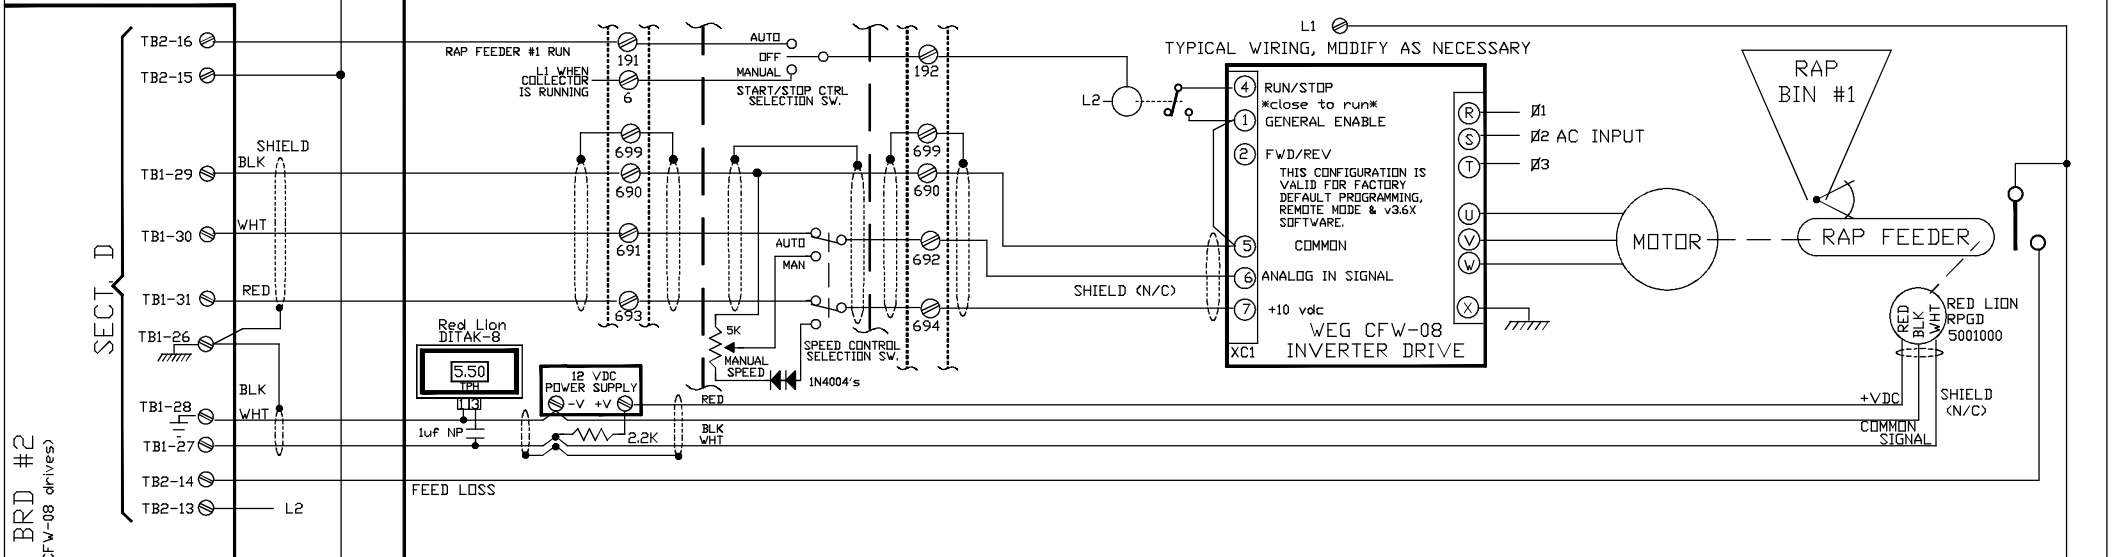 BRD #2
CFW-08 drives)
SECT. D
TB2-16
TB2-15
TB1-29
TB1-30
TB1-31
TB1-26
TB1-28
TB1-27
TB2-14
TB2-13
L2
BLK
SHIELD
WHT
RED
BLK
WHT
RAP FEEDER #1 RUN
L1 WHEN
COLLECTOR
IS RUNNING
191
6
699
690
691
693
AUTO
OFF
MANUAL
START/STOP CTRL
SELECTION SW.
AUTO
MAN
5K
MANUAL
SPEED
SPEED CONTROL
SELECTION SW.
1N4004's
192
699
690
692
694
Red Lion
DITAK-8
5.50
TPH
1 3
1uf NP
12 VDC
POWER SUPPLY
-V +V
2.2K
RED
BLK
WHT
FEED LOSS
L1
TYPICAL WIRING, MODIFY AS NECESSARY
L2
4 RUN/STOP
*close to run*
1 GENERAL ENABLE
2 FWD/REV
THIS CONFIGURATION IS
VALID FOR FACTORY
DEFAULT PROGRAMMING,
REMOTE MODE & v3.6X
SOFTWARE.
5 COMMON
6 ANALOG IN SIGNAL
7 +10 vdc
SHIELD (N/C)
WEG CFW-08
XC1 INVERTER DRIVE
R Ø1
S Ø2 AC INPUT
T Ø3
U
V
W
X
MOTOR
RAP
BIN #1
RAP FEEDER
RED
BLK
WHT
RED LION
RPGD
5001000
+VDC
SHIELD
(N/C)
COMMON
SIGNAL